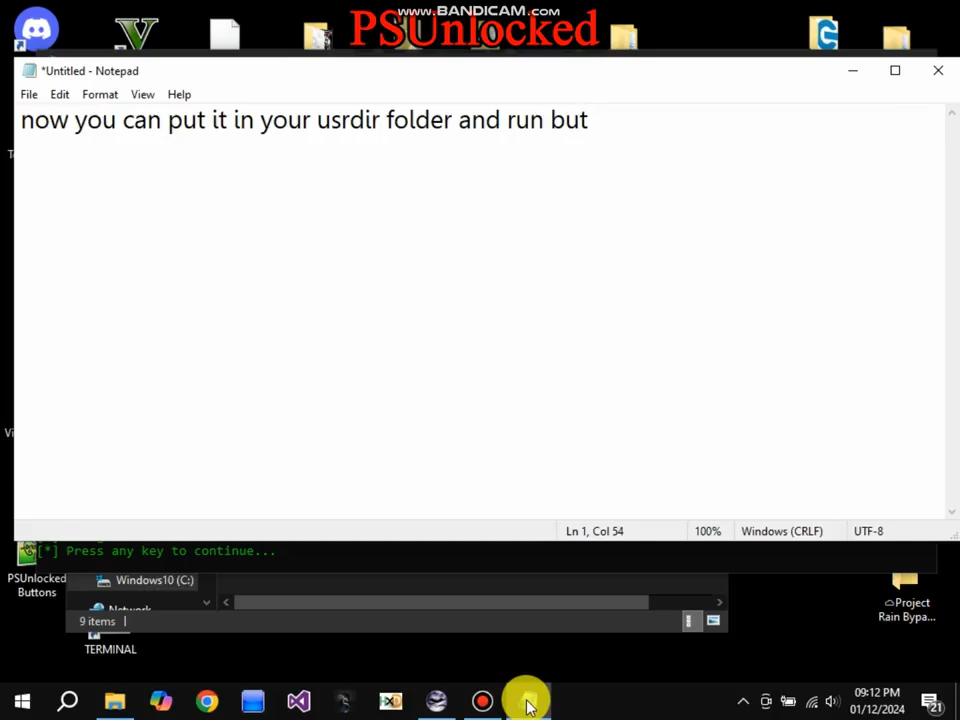 www.BANDICAM.com
PSUnlocked
*Untitled - Notepad
File Edit Format View Help
now you can put it in your usrdir folder and run but
Ln 1, Col 54 100% Windows (CRLF) UTF-8
[*] Press any key to continue...
PSUnlocked
Buttons
Windows10 (C:)
Network
9 items
TERMINAL
Project
Rain Bypa...
09:12 PM
01/12/2024
21